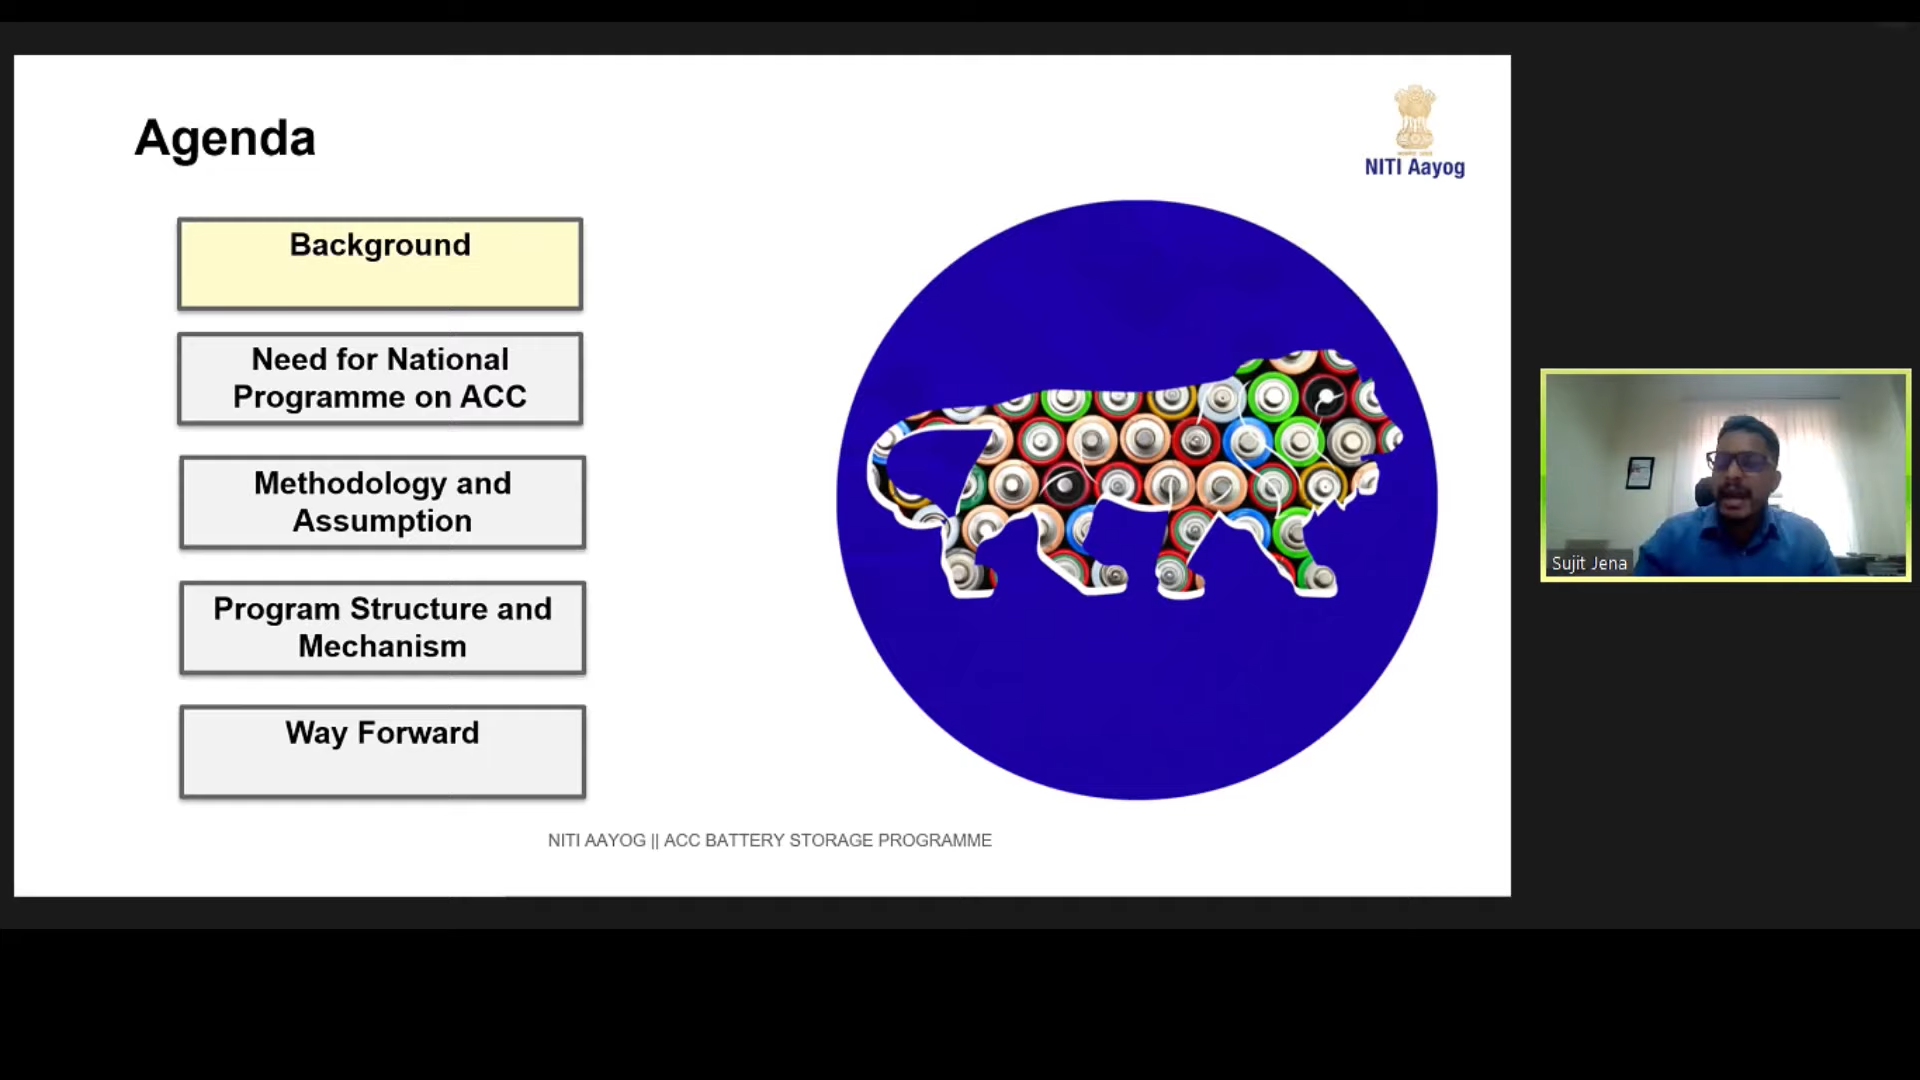 Agenda
NITI Aayog
Background
Need for National
Programme on ACC
Methodology and
Assumption
Program Structure and
Mechanism
Way Forward
NITI AAYOG || ACC BATTERY STORAGE PROGRAMME
Sujit Jena